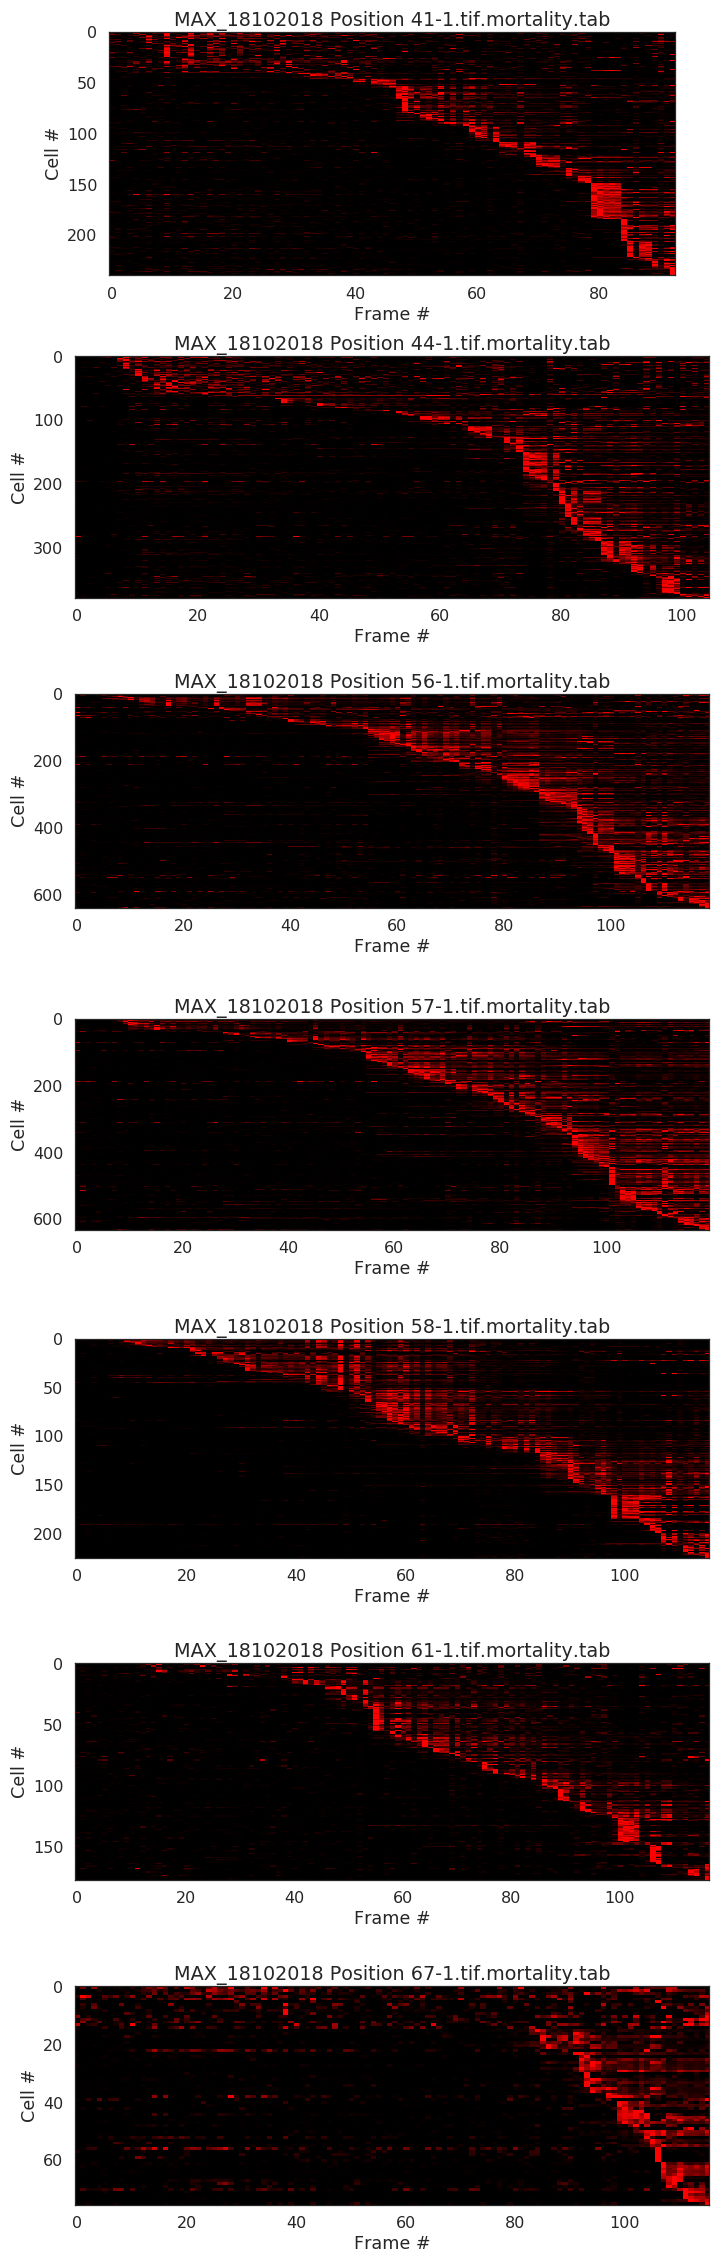 MAX_18102018 Position 41-1.tif.mortality.tab
0
50
100
150
200
Cell #
0 20 40 60 80
Frame #
MAX_18102018 Position 44-1.tif.mortality.tab
0
100
200
300
Cell #
0 20 40 60 80 100
Frame #
MAX_18102018 Position 56-1.tif.mortality.tab
0
200
400
600
Cell #
0 20 40 60 80 100
Frame #
MAX_18102018 Position 57-1.tif.mortality.tab
0
200
400
600
Cell #
0 20 40 60 80 100
Frame #
MAX_18102018 Position 58-1.tif.mortality.tab
0
50
100
150
200
Cell #
0 20 40 60 80 100
Frame #
MAX_18102018 Position 61-1.tif.mortality.tab
0
50
100
150
Cell #
0 20 40 60 80 100
Frame #
MAX_18102018 Position 67-1.tif.mortality.tab
0
20
40
60
Cell #
0 20 40 60 80 100
Frame #